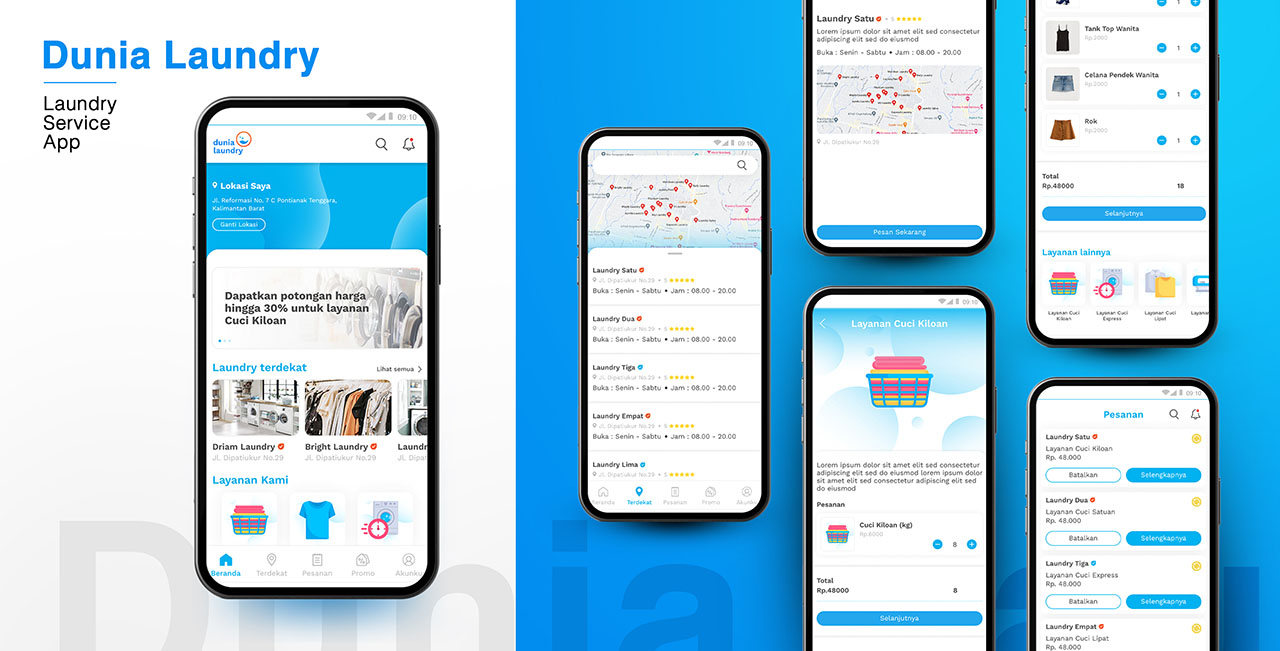 Dunia Laundry
Laundry
Service
App
09:10
dunia
laundry
Lokasi Saya
Jl. Reformasi No. 7 C Pontianak Tenggara,
Kalimantan Barat
Ganti Lokasi
Dapatkan potongan harga
hingga 30% untuk layanan
Cuci Kiloan
Laundry terdekat
Lihat semua
Driam Laundry
Jl. Dipatiukur No.29
Bright Laundry
Jl. Dipatiukur No.29
Laundr
Jl. Dipa
Layanan Kami
Beranda
Terdekat
Pesanan
Promo
Akunku
09:10
Laundry Satu
Jl. Dipatiukur No.29 • 5
Buka : Senin - Sabtu • Jam : 08.00 - 20.00
Laundry Dua
Jl. Dipatiukur No.29 • 5
Buka : Senin - Sabtu • Jam : 08.00 - 20.00
Laundry Tiga
Jl. Dipatiukur No.29 • 5
Buka : Senin - Sabtu • Jam : 08.00 - 20.00
Laundry Empat
Jl. Dipatiukur No.29 • 5
Buka : Senin - Sabtu • Jam : 08.00 - 20.00
Laundry Lima
Jl. Dipatiukur No.29 • 5
Beranda
Terdekat
Pesanan
Promo
Akunku
Laundry Satu • 5
Lorem ipsum dolor sit amet elit sed consectetur
adipiscing elit sed do eiusmod
Buka : Senin - Sabtu • Jam : 08.00 - 20.00
Jl. Dipatiukur No.29
Pesan Sekarang
09:10
Layanan Cuci Kiloan
Lorem ipsum dolor sit amet elit sed consectetur
adipiscing elit sed do eiusmod. Lorem ipsum dolor
sit amet elit sed consectetur adipiscing elit sed
do eiusmod
Pesanan
Cuci Kiloan (kg)
Rp.6000
8
Total
Rp.48000
8
Selanjutnya
1
Tank Top Wanita
Rp.2000
1
Celana Pendek Wanita
Rp.2000
1
Rok
Rp.2000
1
Total
Rp.48000
18
Selanjutnya
Layanan lainnya
Layanan Cuci
Kiloan
Layanan Cuci
Express
Layanan Cuci
Lipat
09:10
Pesanan
Laundry Satu
Layanan Cuci Kiloan
Rp. 48.000
Batalkan
Selengkapnya
Laundry Dua
Layanan Cuci Satuan
Rp. 48.000
Batalkan
Selengkapnya
Laundry Tiga
Layanan Cuci Express
Rp. 48.000
Batalkan
Selengkapnya
Laundry Empat
Layanan Cuci Lipat
Rp. 48.000
Dunia